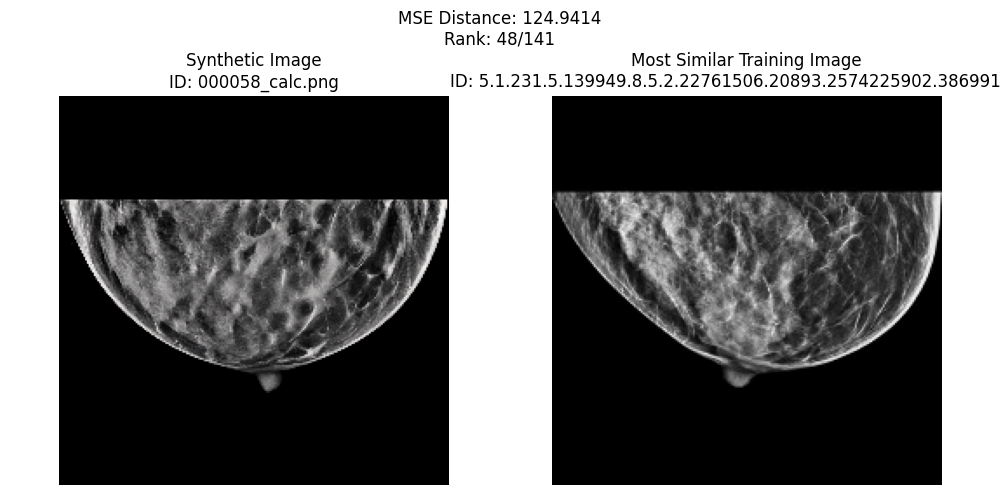 MSE Distance: 124.9414
Rank: 48/141
Synthetic Image
ID: 000058_calc.png
Most Similar Training Image
ID: 5.1.231.5.139949.8.5.2.22761506.20893.2574225902.386991